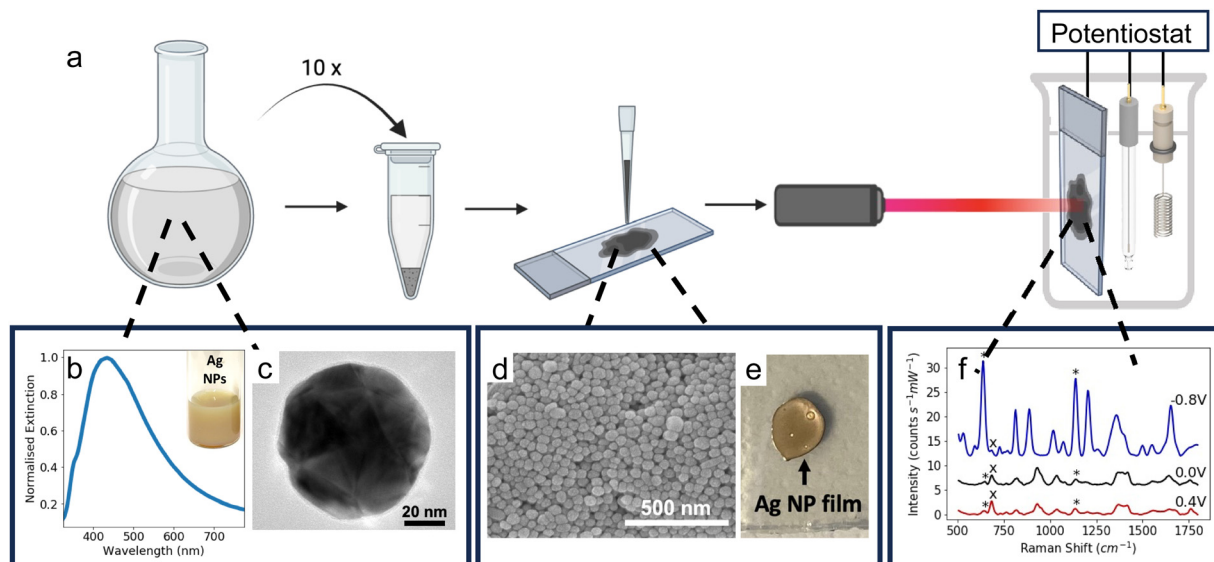 a
10 x
Potentiostat
b
Ag
NPs
Normalised Extinction
1.0
0.8
0.6
0.4
0.2
400 500 600 700
Wavelength (nm)
c
20 nm
d
500 nm
e
Ag NP film
f
Intensity (counts s⁻¹mW⁻¹)
30
25
20
15
10
5
0
* * -0.8V
x
x 0.0V
* *
x 0.4V
* *
500 750 1000 1250 1500 1750
Raman Shift (cm⁻¹)